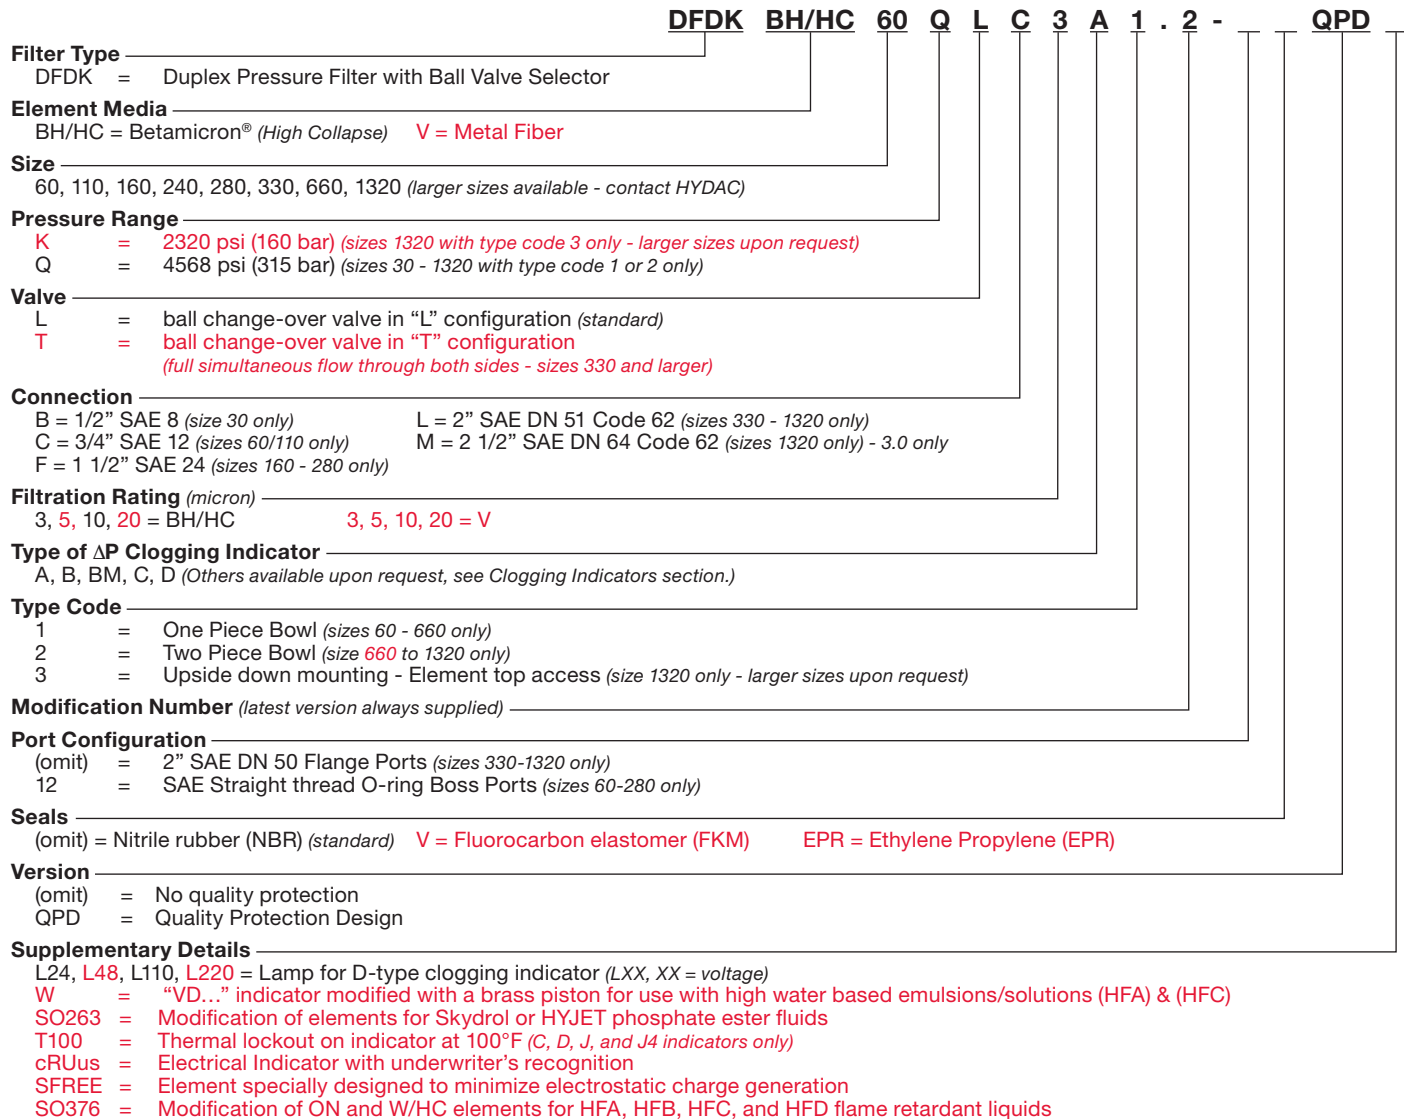 DFDK BH/HC 60 Q L C 3 A 1 . 2 - QPD
Filter Type
DFDK = Duplex Pressure Filter with Ball Valve Selector
Element Media
BH/HC = Betamicron® (High Collapse) V = Metal Fiber
Size
60, 110, 160, 240, 280, 330, 660, 1320 (larger sizes available - contact HYDAC)
Pressure Range
K = 2320 psi (160 bar) (sizes 1320 with type code 3 only - larger sizes upon request)
Q = 4568 psi (315 bar) (sizes 30 - 1320 with type code 1 or 2 only)
Valve
L = ball change-over valve in “L” configuration (standard)
T = ball change-over valve in “T” configuration
(full simultaneous flow through both sides - sizes 330 and larger)
Connection
B = 1/2” SAE 8 (size 30 only) L = 2” SAE DN 51 Code 62 (sizes 330 - 1320 only)
C = 3/4” SAE 12 (sizes 60/110 only) M = 2 1/2” SAE DN 64 Code 62 (sizes 1320 only) - 3.0 only
F = 1 1/2” SAE 24 (sizes 160 - 280 only)
Filtration Rating (micron)
3, 5, 10, 20 = BH/HC 3, 5, 10, 20 = V
Type of ΔP Clogging Indicator
A, B, BM, C, D (Others available upon request, see Clogging Indicators section.)
Type Code
1 = One Piece Bowl (sizes 60 - 660 only)
2 = Two Piece Bowl (size 660 to 1320 only)
3 = Upside down mounting - Element top access (size 1320 only - larger sizes upon request)
Modification Number (latest version always supplied)
Port Configuration
(omit) = 2” SAE DN 50 Flange Ports (sizes 330-1320 only)
12 = SAE Straight thread O-ring Boss Ports (sizes 60-280 only)
Seals
(omit) = Nitrile rubber (NBR) (standard) V = Fluorocarbon elastomer (FKM) EPR = Ethylene Propylene (EPR)
Version
(omit) = No quality protection
QPD = Quality Protection Design
Supplementary Details
L24, L48, L110, L220 = Lamp for D-type clogging indicator (LXX, XX = voltage)
W = “VD…” indicator modified with a brass piston for use with high water based emulsions/solutions (HFA) & (HFC)
SO263 = Modification of elements for Skydrol or HYJET phosphate ester fluids
T100 = Thermal lockout on indicator at 100°F (C, D, J, and J4 indicators only)
cRUus = Electrical Indicator with underwriter’s recognition
SFREE = Element specially designed to minimize electrostatic charge generation
SO376 = Modification of ON and W/HC elements for HFA, HFB, HFC, and HFD flame retardant liquids